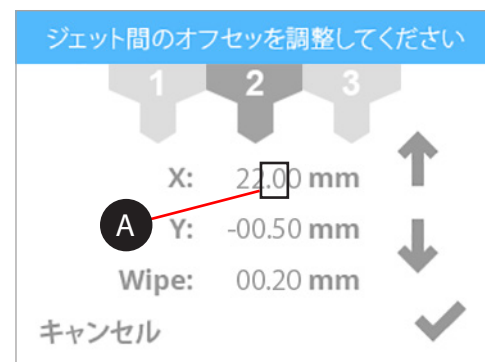 ジェット間のオフセッを調整してください
1 2 3
X: 22.00 mm
A
Y: -00.50 mm
Wipe: 00.20 mm
キャンセル